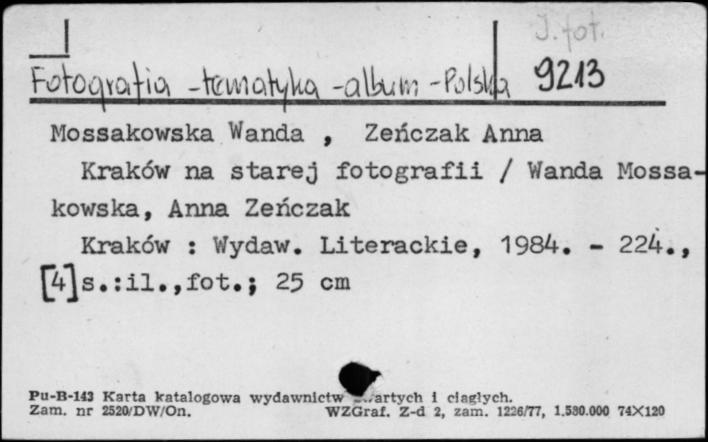 J. fot.
Fotografia - tematyka - album - Polska 9213
Mossakowska Wanda , Zeńczak Anna
Kraków na starej fotografii / Wanda Mossa-
kowska, Anna Zeńczak
Kraków : Wydaw. Literackie, 1984. - 224.,
[4]s.:il.,fot.; 25 cm
Pu-B-143 Karta katalogowa wydawnictw i ciągłych.
Zam. nr 2520/DW/On. WZGraf. Z-d 2, zam. 1226/77, 1.580.000 74×120